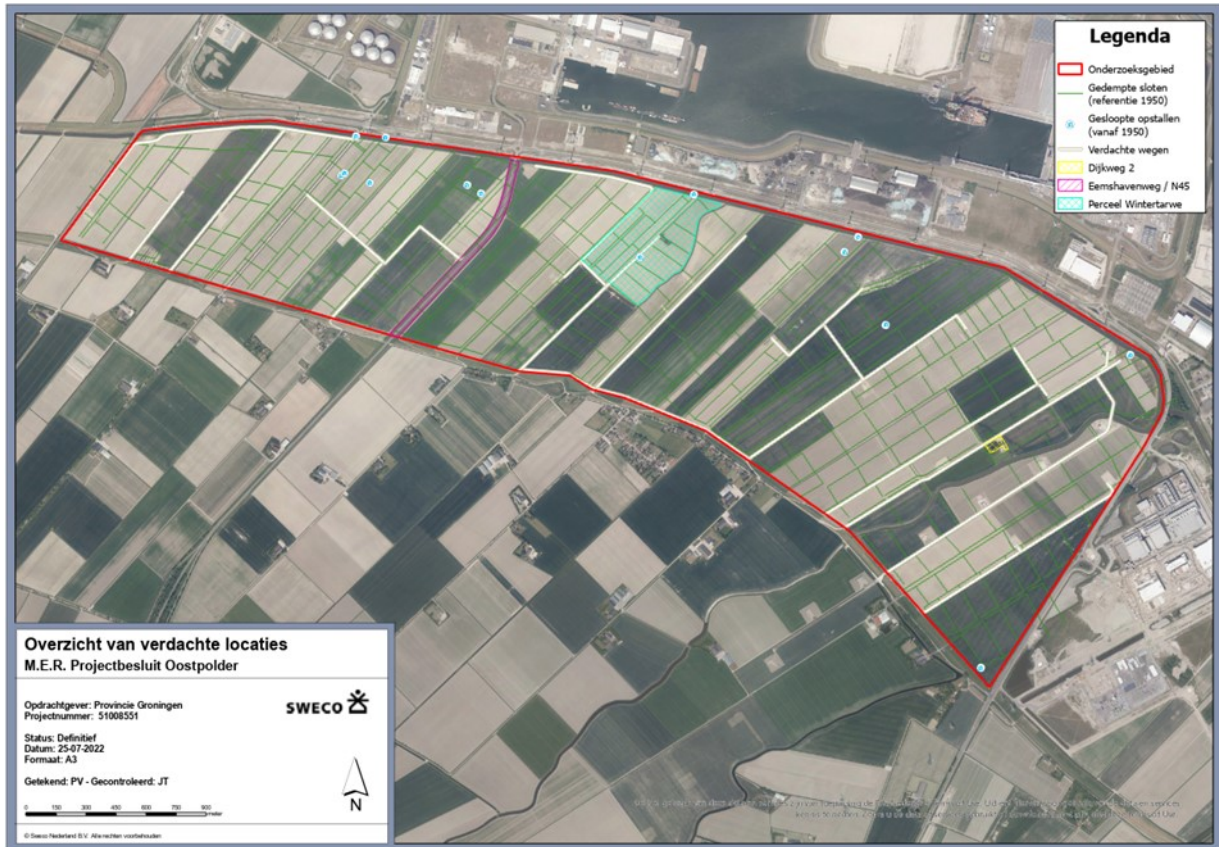 Legenda
Onderzoeksgebied
Gedempte sloten
(referentie 1950)
Gesloopte opstallen
(vanaf 1950)
Verdachte wegen
Dijkweg 2
Eemshavenweg / N45
Perceel Wintertarwe
Overzicht van verdachte locaties
M.E.R. Projectbesluit Oostpolder
Opdrachtgever: Provincie Groningen
Projectnummer: 51008551
SWECO
Status: Definitief
Datum: 25-07-2022
Formaat: A3
Getekend: PV - Gecontroleerd: JT
N
0 150 300 450 600 750 900
meter
© Sweco Nederland B.V. Alle rechten voorbehouden